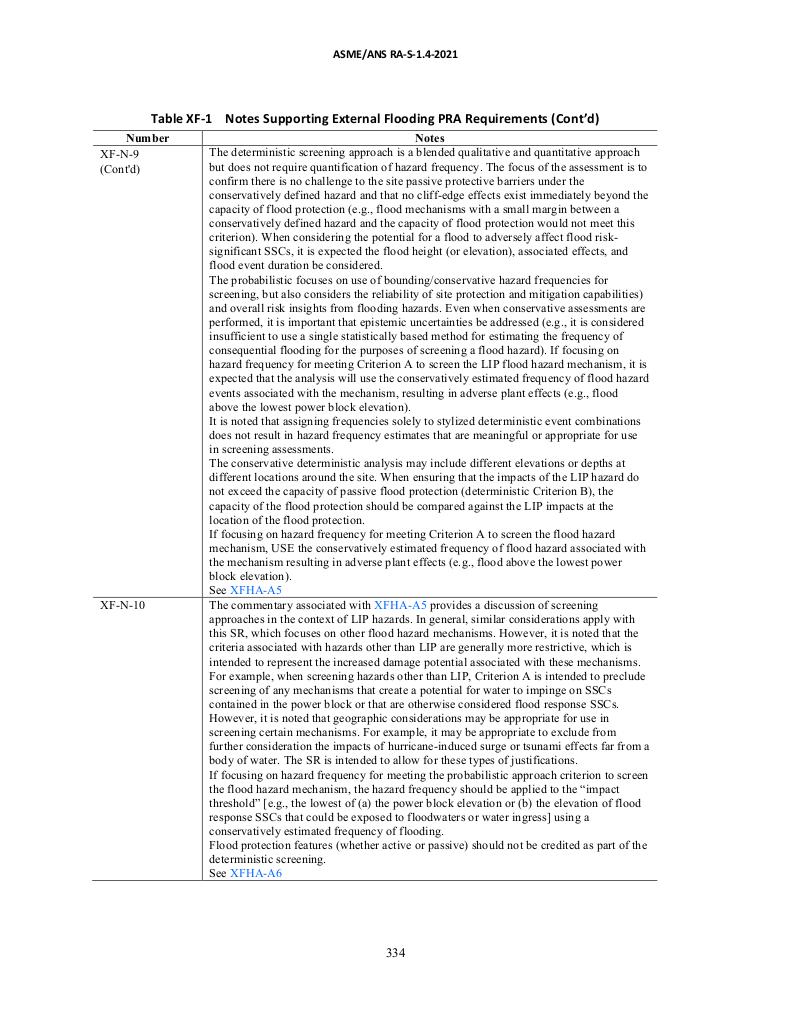 ASME/ANS RA-S-1.4-2021
Table XF-1 Notes Supporting External Flooding PRA Requirements (Cont'd)
Number Notes
XF-N-9
(Cont'd)
The deterministic screening approach is a blended qualitative and quantitative approach
but does not require quantification of hazard frequency. The focus of the assessment is to
confirm there is no challenge to the site passive protective barriers under the
conservatively defined hazard and that no cliff-edge effects exist immediately beyond the
capacity of flood protection (e.g., flood mechanisms with a small margin between a
conservatively defined hazard and the capacity of flood protection would not meet this
criterion). When considering the potential for a flood to adversely affect flood risk-
significant SSCs, it is expected the flood height (or elevation), associated effects, and
flood event duration be considered.
The probabilistic focuses on use of bounding/conservative hazard frequencies for
screening, but also considers the reliability of site protection and mitigation capabilities)
and overall risk insights from flooding hazards. Even when conservative assessments are
performed, it is important that epistemic uncertainties be addressed (e.g., it is considered
insufficient to use a single statistically based method for estimating the frequency of
consequential flooding for the purposes of screening a flood hazard). If focusing on
hazard frequency for meeting Criterion A to screen the LIP flood hazard mechanism, it is
expected that the analysis will use the conservatively estimated frequency of flood hazard
events associated with the mechanism, resulting in adverse plant effects (e.g., flood
above the lowest power block elevation).
It is noted that assigning frequencies solely to stylized deterministic event combinations
does not result in hazard frequency estimates that are meaningful or appropriate for use
in screening assessments.
The conservative deterministic analysis may include different elevations or depths at
different locations around the site. When ensuring that the impacts of the LIP hazard do
not exceed the capacity of passive flood protection (deterministic Criterion B), the
capacity of the flood protection should be compared against the LIP impacts at the
location of the flood protection.
If focusing on hazard frequency for meeting Criterion A to screen the flood hazard
mechanism, USE the conservatively estimated frequency of flood hazard associated with
the mechanism resulting in adverse plant effects (e.g., flood above the lowest power
block elevation).
See XFHA-A5
XF-N-10
The commentary associated with XFHA-A5 provides a discussion of screening
approaches in the context of LIP hazards. In general, similar considerations apply with
this SR, which focuses on other flood hazard mechanisms. However, it is noted that the
criteria associated with hazards other than LIP are generally more restrictive, which is
intended to represent the increased damage potential associated with these mechanisms.
For example, when screening hazards other than LIP, Criterion A is intended to preclude
screening of any mechanisms that create a potential for water to impinge on SSCs
contained in the power block or that are otherwise considered flood response SSCs.
However, it is noted that geographic considerations may be appropriate for use in
screening certain mechanisms. For example, it may be appropriate to exclude from
further consideration the impacts of hurricane-induced surge or tsunami effects far from a
body of water. The SR is intended to allow for these types of justifications.
If focusing on hazard frequency for meeting the probabilistic approach criterion to screen
the flood hazard mechanism, the hazard frequency should be applied to the “impact
threshold” [e.g., the lowest of (a) the power block elevation or (b) the elevation of flood
response SSCs that could be exposed to floodwaters or water ingress] using a
conservatively estimated frequency of flooding.
Flood protection features (whether active or passive) should not be credited as part of the
deterministic screening.
See XFHA-A6
334